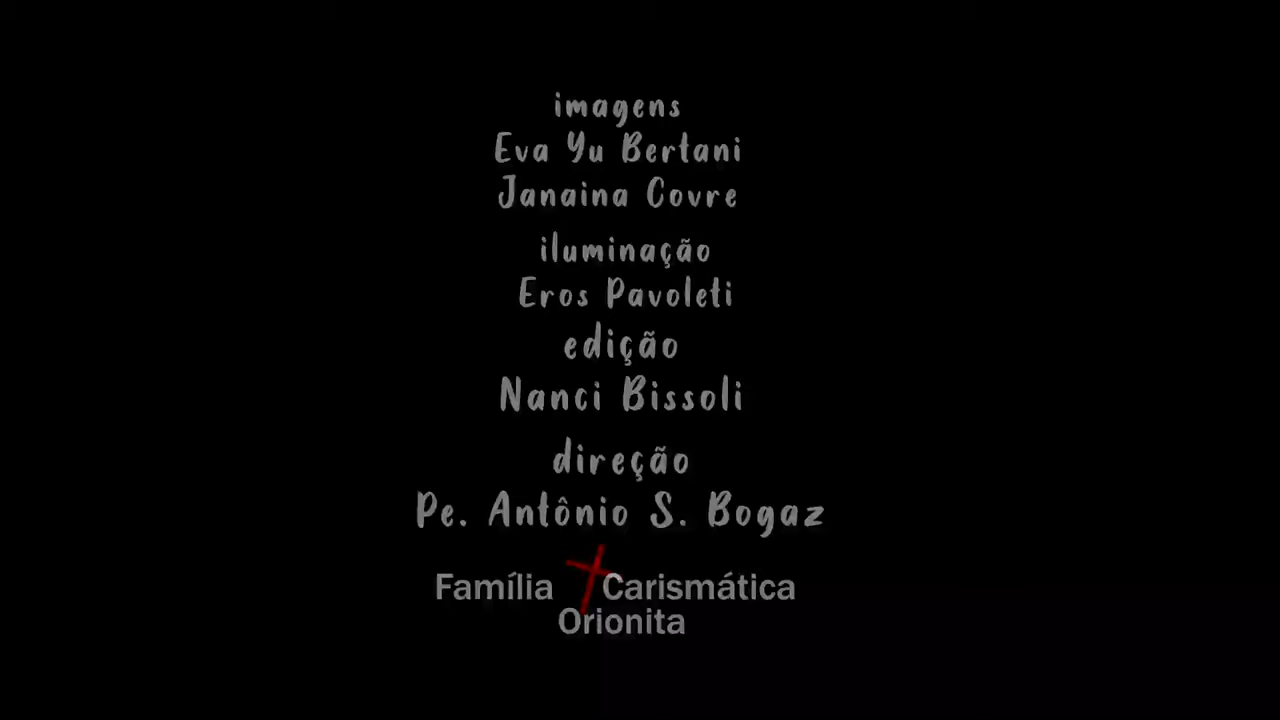 imagens
Eva Yu Bertani
Janaina Covre
iluminação
Eros Pavoleti
edição
Nanci Bissoli
direção
Pe. Antônio S. Bogaz
Família Carismática
Orionita